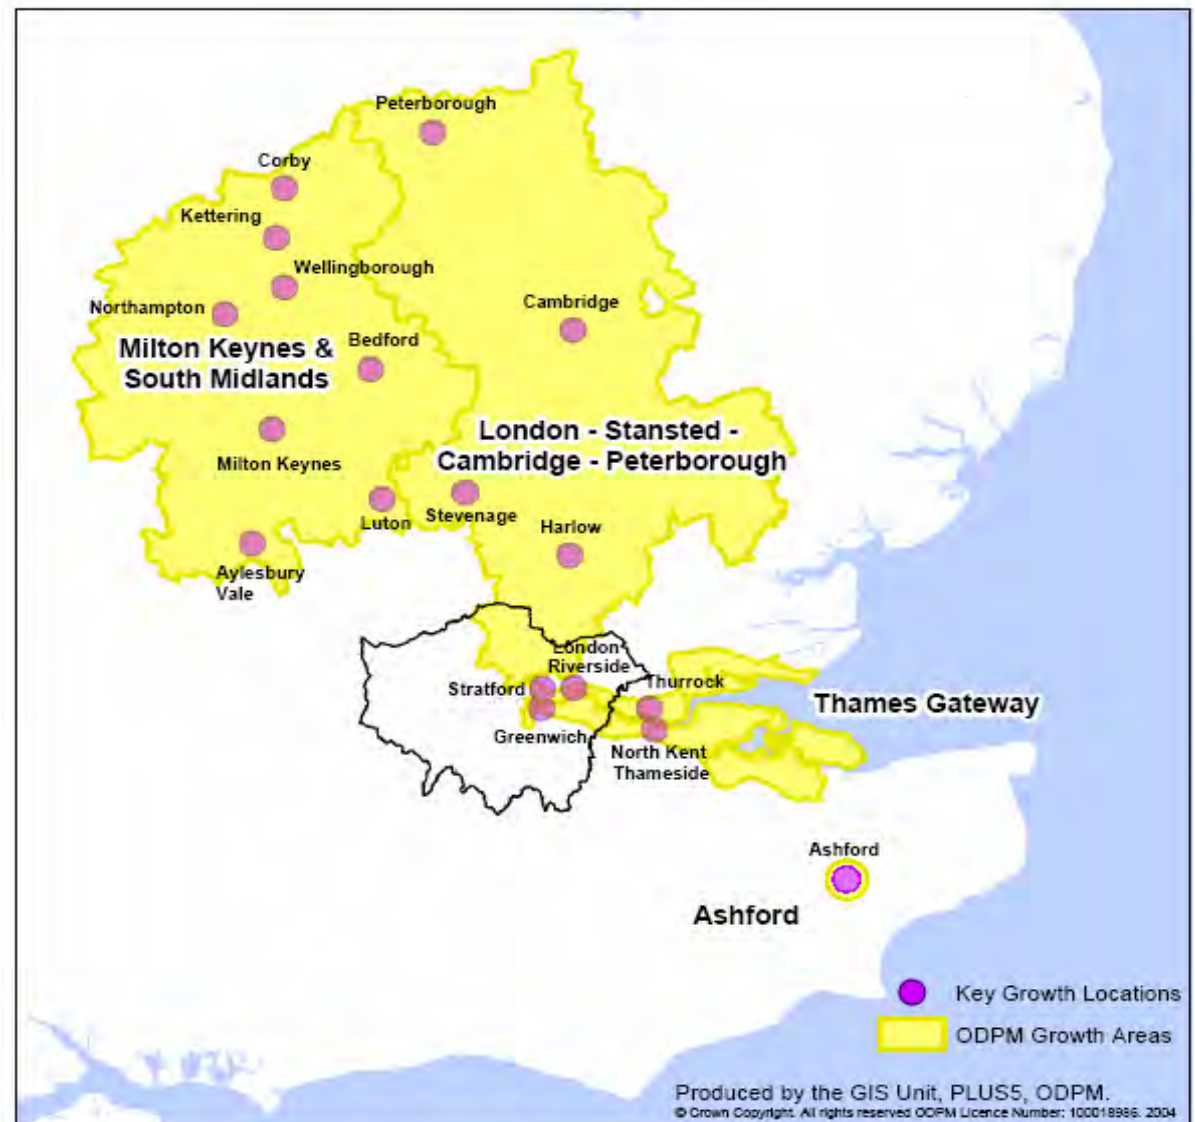 Peterborough
Corby
Kettering
Wellingborough
Northampton
Cambridge
Bedford
Milton Keynes &
South Midlands
London - Stansted -
Cambridge - Peterborough
Milton Keynes
Luton
Stevenage
Harlow
Aylesbury
Vale
London
Riverside
Stratford
Thurrock
Greenwich
North Kent
Thameside
Thames Gateway
Ashford
Ashford
Key Growth Locations
ODPM Growth Areas
Produced by the GIS Unit, PLUS5, ODPM.
© Crown Copyright. All rights reserved ODPM Licence Number: 100018986. 2004